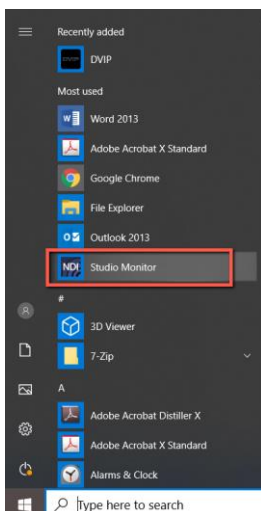 Recently added
DVIP
DVIP
Most used
Word 2013
Adobe Acrobat X Standard
Google Chrome
File Explorer
Outlook 2013
NDI Studio Monitor
#
3D Viewer
7-Zip
A
Adobe Acrobat Distiller X
Adobe Acrobat X Standard
Alarms & Clock
Type here to search